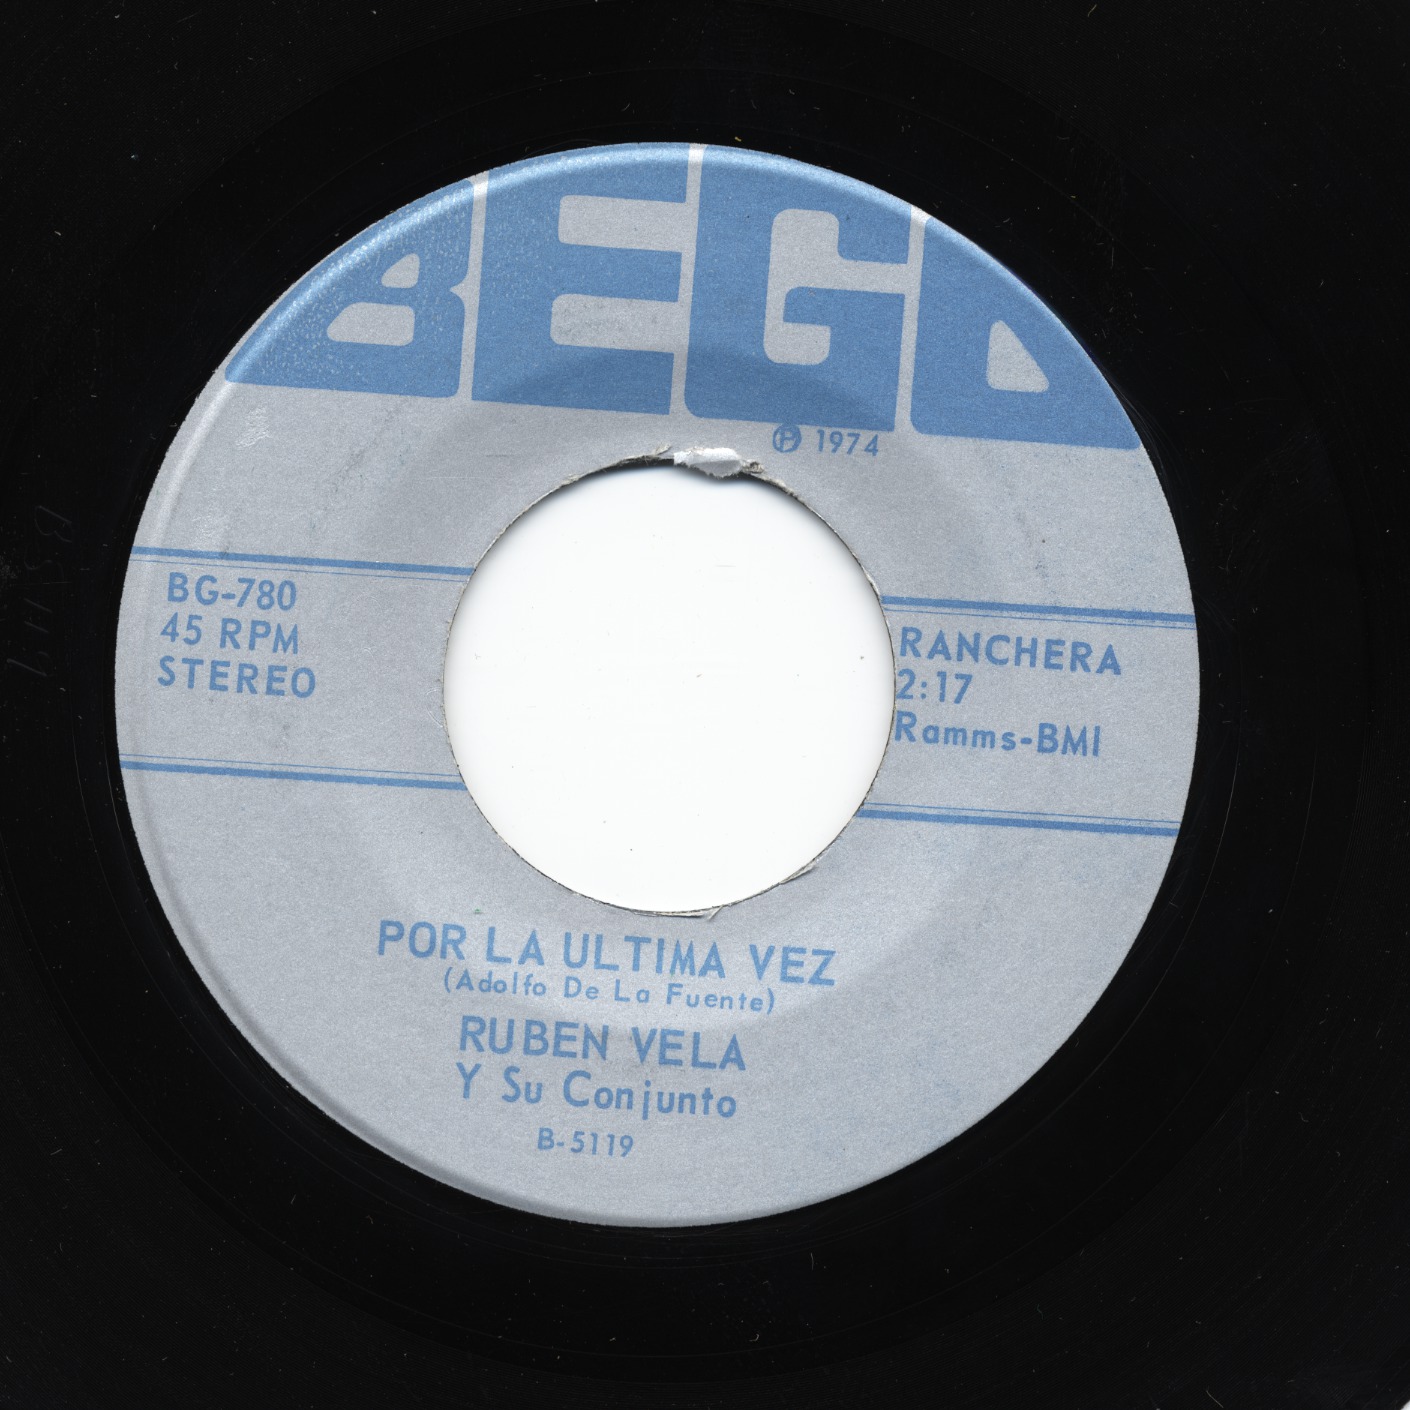 BEGO
℗ 1974
BG-780
45 RPM
STEREO
RANCHERA
2:17
Ramms-BMI
POR LA ULTIMA VEZ
(Adolfo De La Fuente)
RUBEN VELA
Y Su Conjunto
B-5119